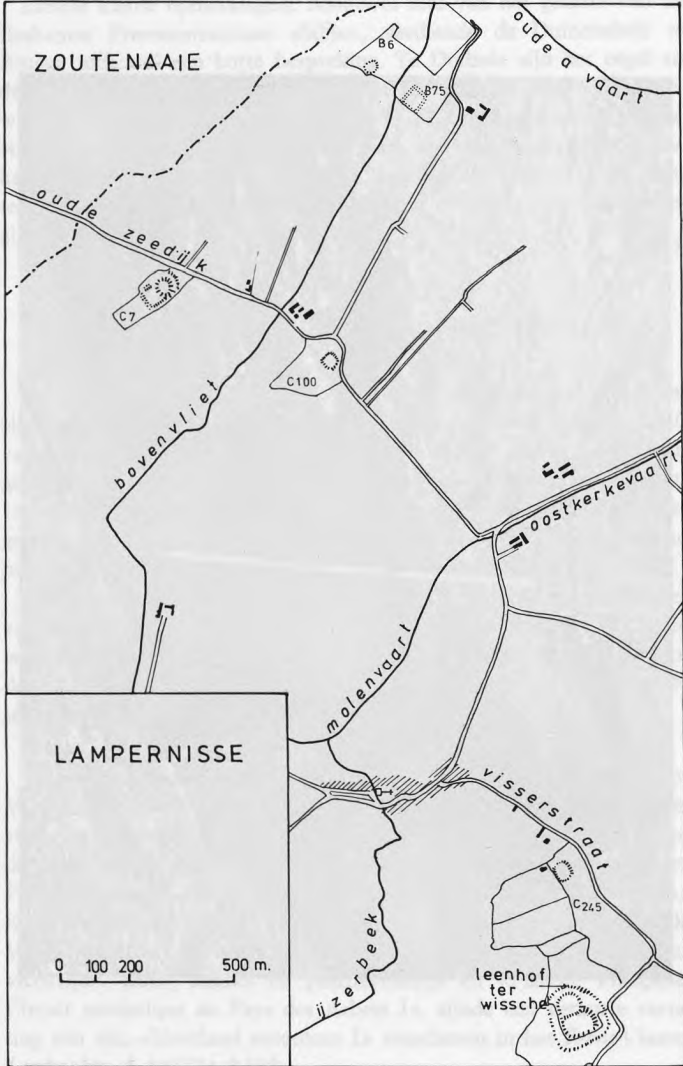 ZOUTENAAIE
B6
B75
oude a vaart
oude zeedijk
C7
C100
bovenvliet
oostkerkevaart
molenvaart
LAMPERNISSE
visserstraat
C245
0 100 200 500 m.
ijzerbeek
leenhof
ter
wissche